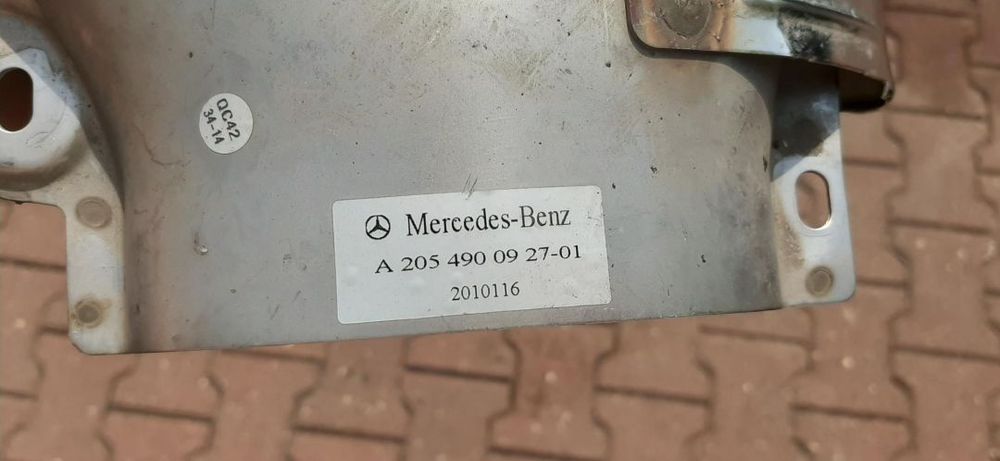 QC42
34-14
Mercedes-Benz
A 205 490 09 27-01
2010116